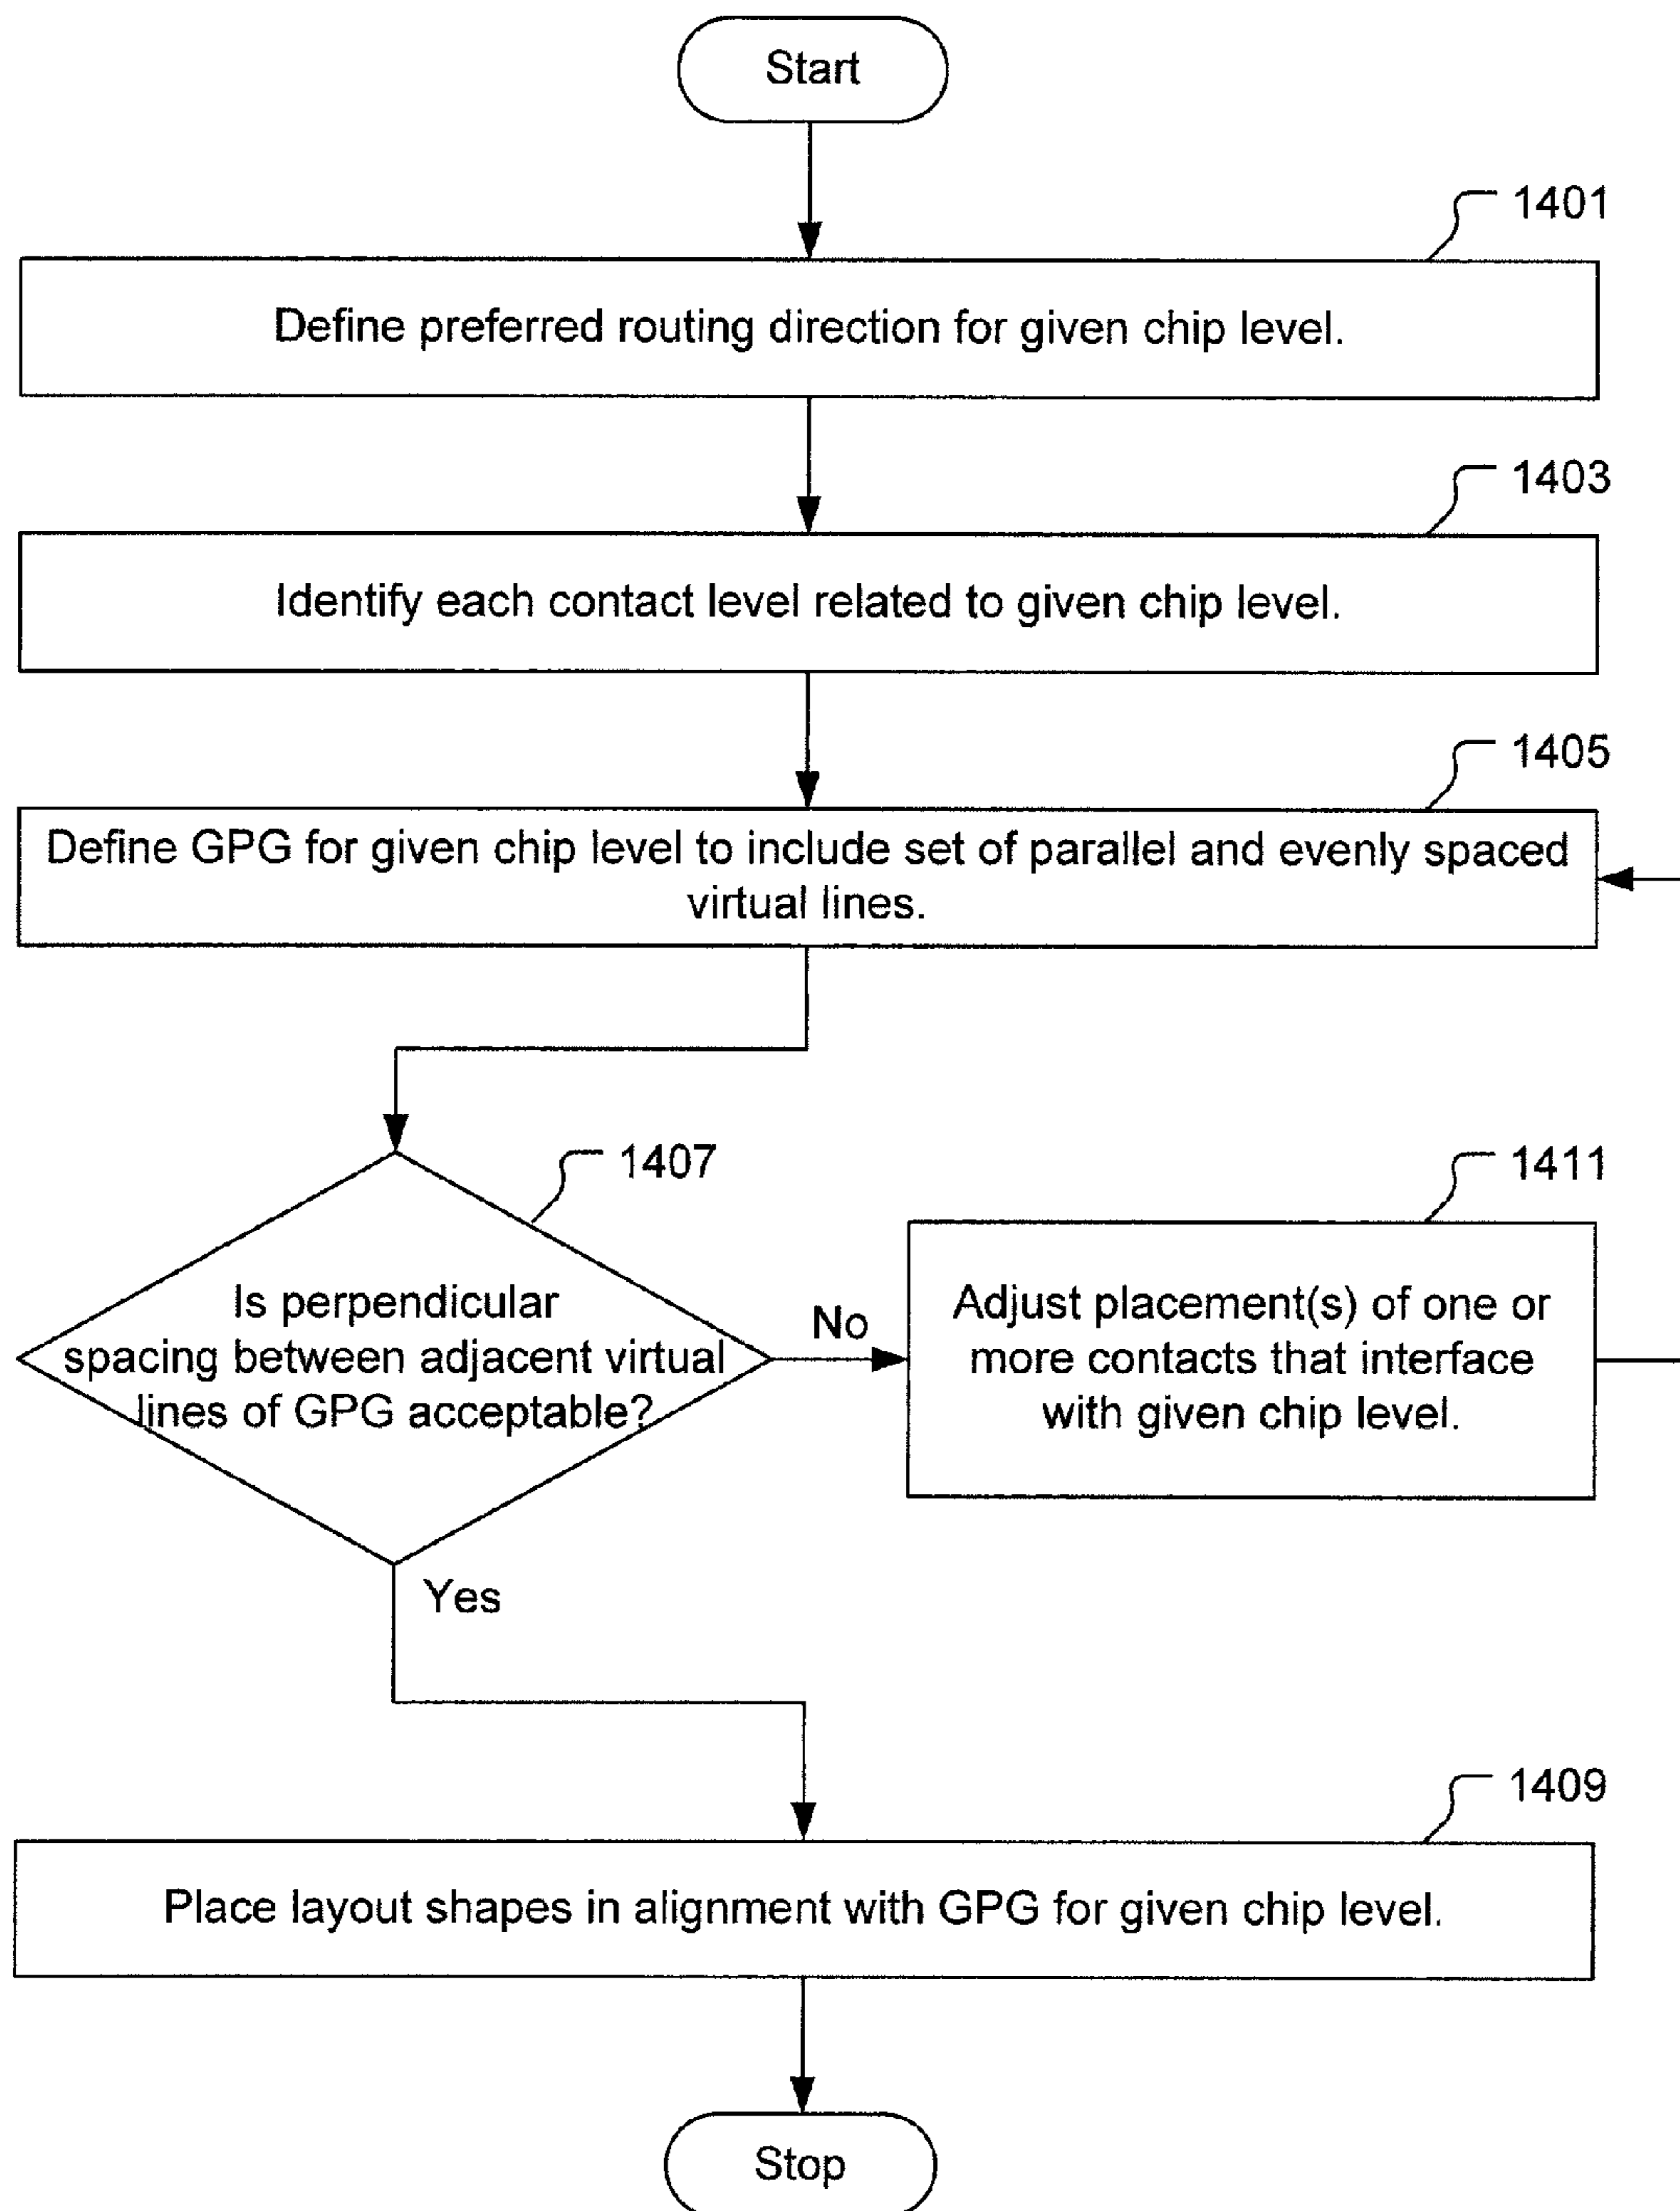 Start
1401
Define preferred routing direction for given chip level.
1403
Identify each contact level related to given chip level.
1405
Define GPG for given chip level to include set of parallel and evenly spaced
virtual lines.
1407
Is perpendicular
spacing between adjacent virtual
lines of GPG acceptable?
No
1411
Adjust placement(s) of one or
more contacts that interface
with given chip level.
Yes
1409
Place layout shapes in alignment with GPG for given chip level.
Stop